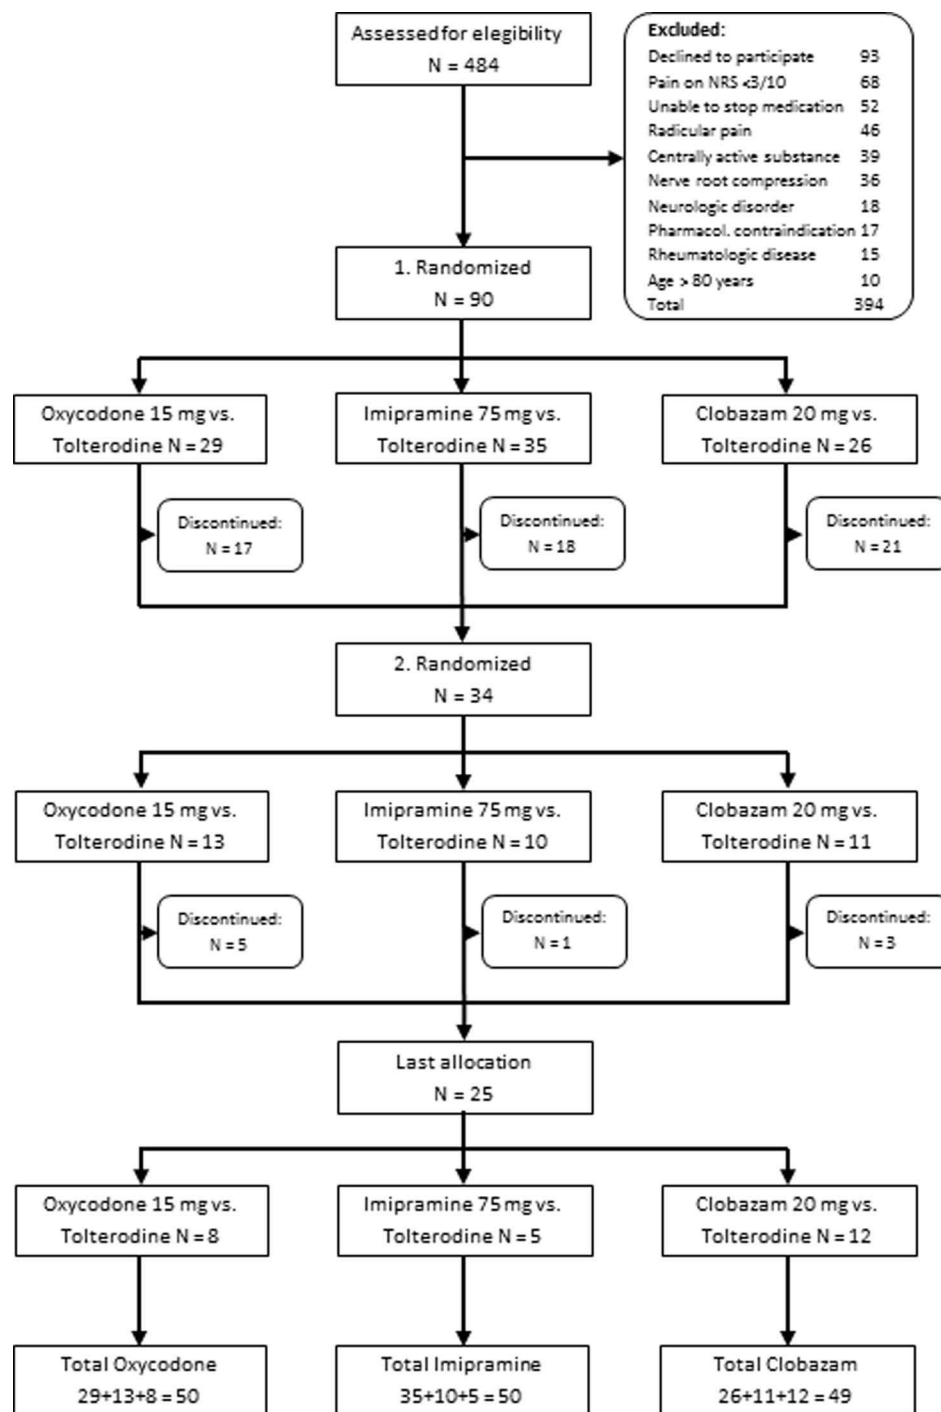 Assessed for elegibility
N = 484
Excluded:
Declined to participate 93
Pain on NRS <3/10 68
Unable to stop medication 52
Radicular pain 46
Centrally active substance 39
Nerve root compression 36
Neurologic disorder 18
Pharmacol. contraindication 17
Rheumatologic disease 15
Age > 80 years 10
Total 394
1. Randomized
N = 90
Oxycodone 15 mg vs.
Tolterodine N = 29
Imipramine 75 mg vs.
Tolterodine N = 35
Clobazam 20 mg vs.
Tolterodine N = 26
Discontinued:
N = 17
Discontinued:
N = 18
Discontinued:
N = 21
2. Randomized
N = 34
Oxycodone 15 mg vs.
Tolterodine N = 13
Imipramine 75 mg vs.
Tolterodine N = 10
Clobazam 20 mg vs.
Tolterodine N = 11
Discontinued:
N = 5
Discontinued:
N = 1
Discontinued:
N = 3
Last allocation
N = 25
Oxycodone 15 mg vs.
Tolterodine N = 8
Imipramine 75 mg vs.
Tolterodine N = 5
Clobazam 20 mg vs.
Tolterodine N = 12
Total Oxycodone
29+13+8 = 50
Total Imipramine
35+10+5 = 50
Total Clobazam
26+11+12 = 49